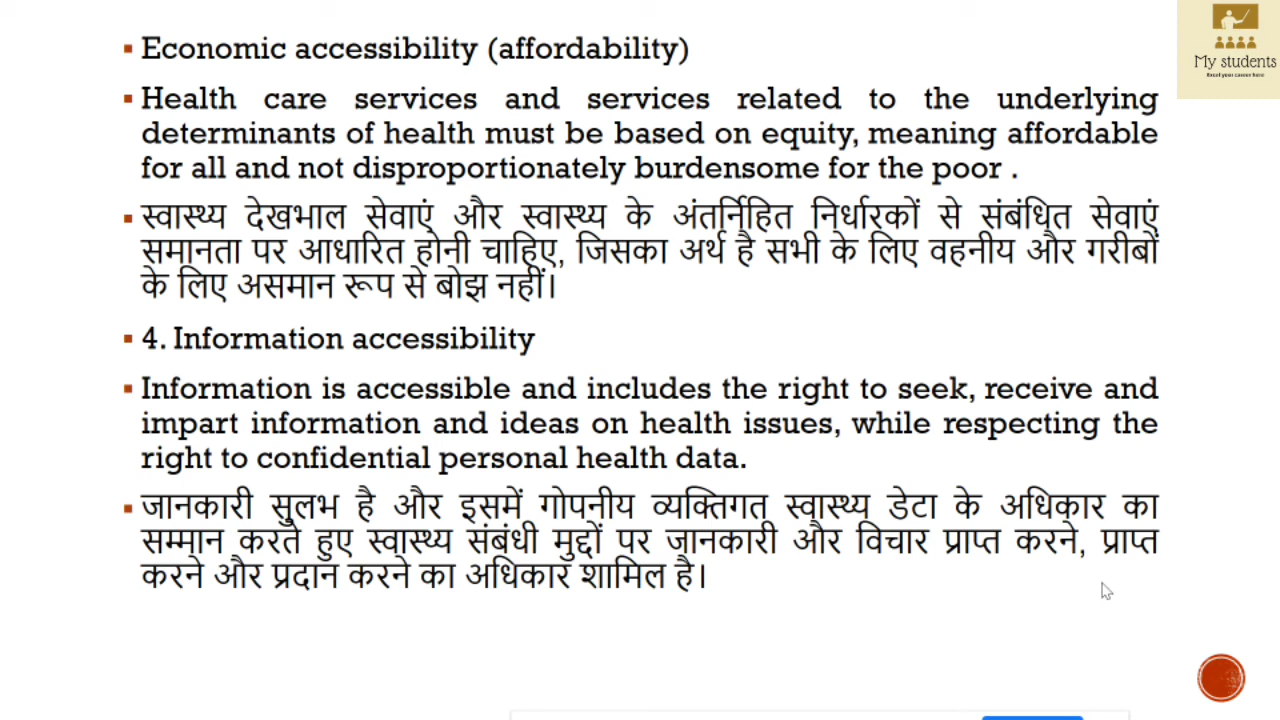 Economic accessibility (affordability)
Health care services and services related to the underlying
determinants of health must be based on equity, meaning affordable
for all and not disproportionately burdensome for the poor .
स्वास्थ्य देखभाल सेवाएं और स्वास्थ्य के अंतर्निहित निर्धारकों से संबंधित सेवाएं
समानता पर आधारित होनी चाहिए, जिसका अर्थ है सभी के लिए वहनीय और गरीबों
के लिए असमान रूप से बोझ नहीं।
4. Information accessibility
Information is accessible and includes the right to seek, receive and
impart information and ideas on health issues, while respecting the
right to confidential personal health data.
जानकारी सुलभ है और इसमें गोपनीय व्यक्तिगत स्वास्थ्य डेटा के अधिकार का
सम्मान करते हुए स्वास्थ्य संबंधी मुद्दों पर जानकारी और विचार प्राप्त करने, प्राप्त
करने और प्रदान करने का अधिकार शामिल है।
My students
Excel your career here